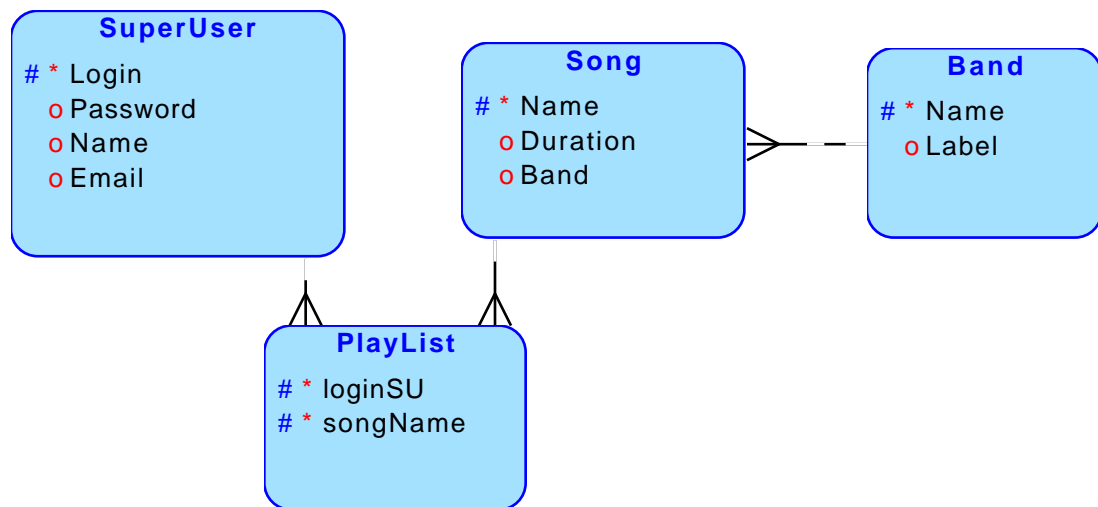 SuperUser
# * Login
o Password
o Name
o Email
Song
# * Name
o Duration
o Band
Band
# * Name
o Label
PlayList
# * loginSU
# * songName